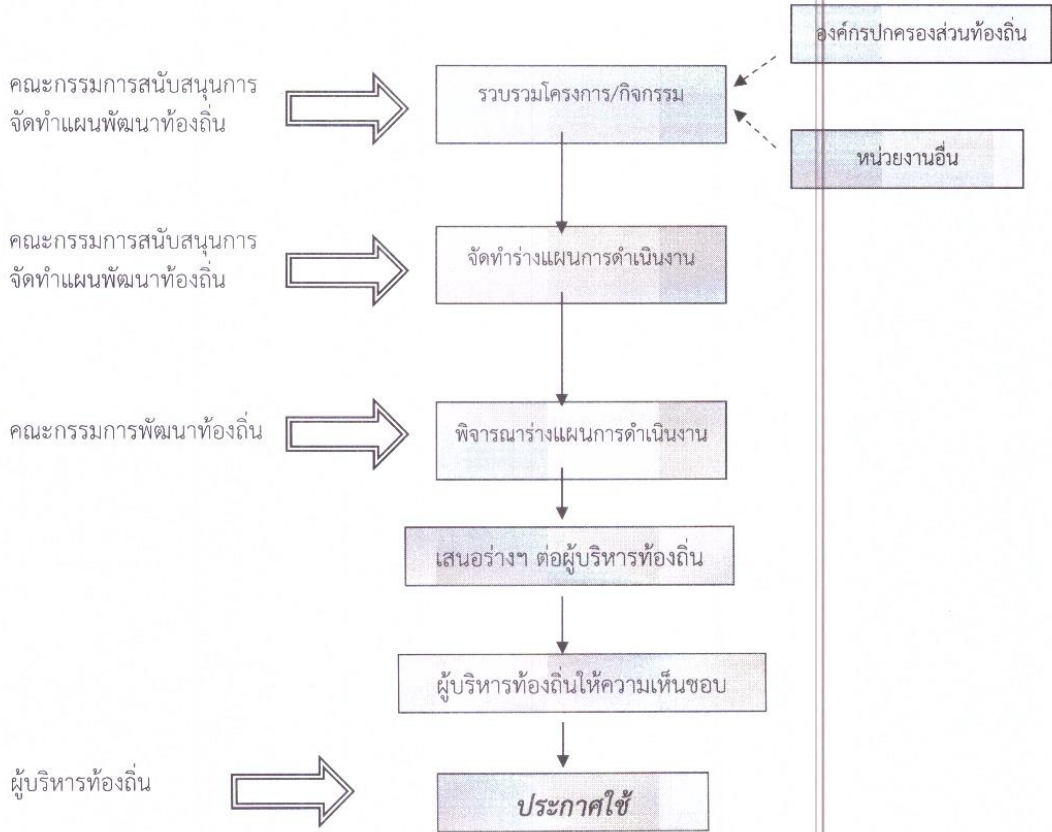 องค์กรปกครองส่วนท้องถิ่น
คณะกรรมการสนับสนุนการ
จัดทำแผนพัฒนาท้องถิ่น
รวบรวมโครงการ/กิจกรรม
หน่วยงานอื่น
คณะกรรมการสนับสนุนการ
จัดทำแผนพัฒนาท้องถิ่น
จัดทำร่างแผนการดำเนินงาน
คณะกรรมการพัฒนาท้องถิ่น
พิจารณาร่างแผนการดำเนินงาน
เสนอร่างฯ ต่อผู้บริหารท้องถิ่น
ผู้บริหารท้องถิ่นให้ความเห็นชอบ
ผู้บริหารท้องถิ่น
ประกาศใช้